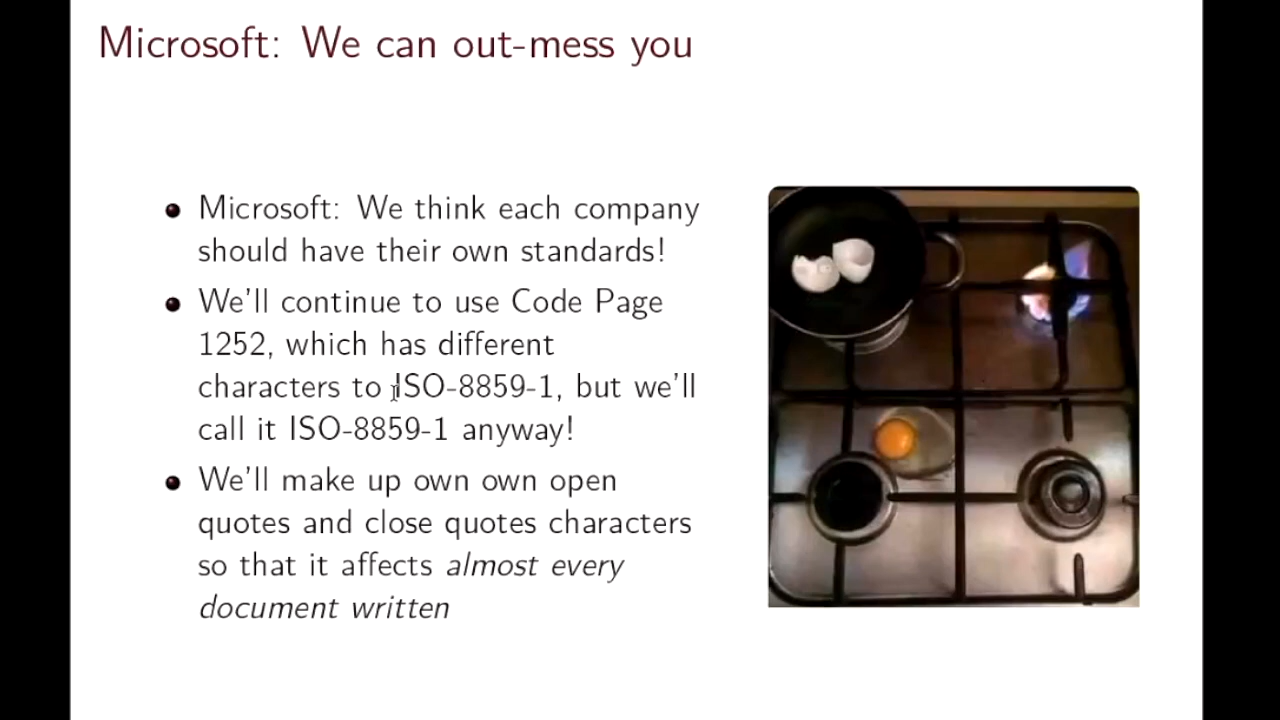 Microsoft: We can out-mess you
Microsoft: We think each company
should have their own standards!
We'll continue to use Code Page
1252, which has different
characters to ISO-8859-1, but we'll
call it ISO-8859-1 anyway!
We'll make up own own open
quotes and close quotes characters
so that it affects almost every
document written